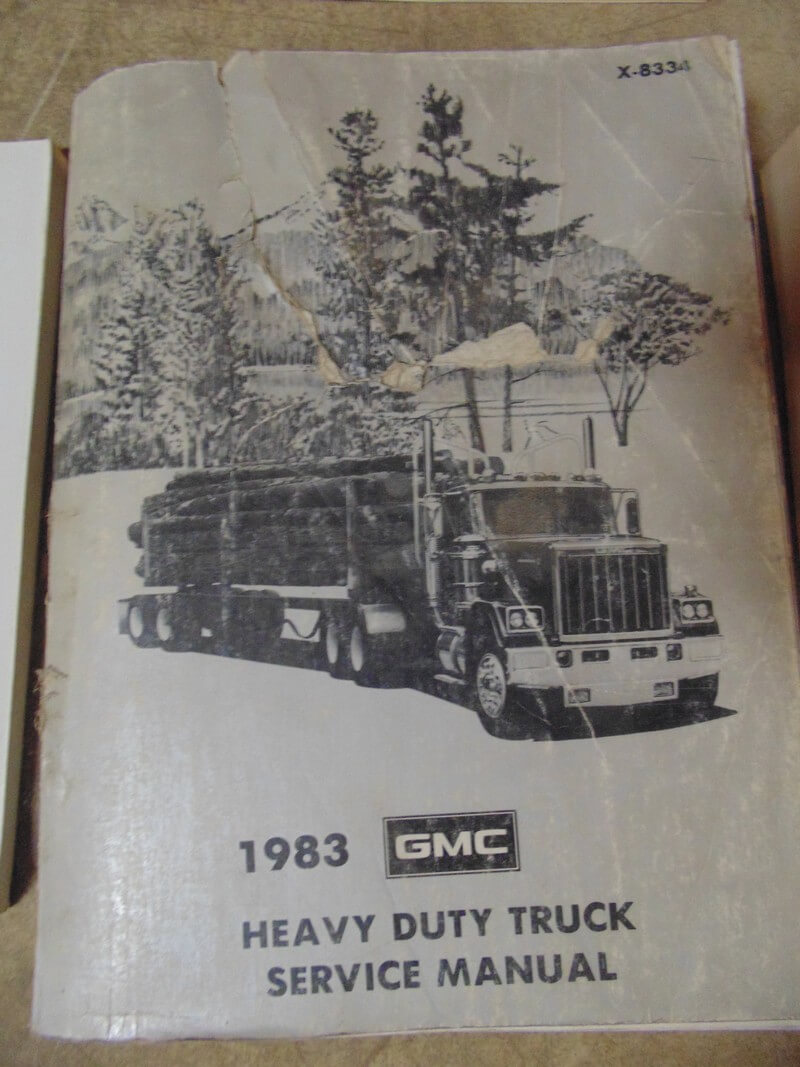 X-8334
1983 GMC
HEAVY DUTY TRUCK
SERVICE MANUAL